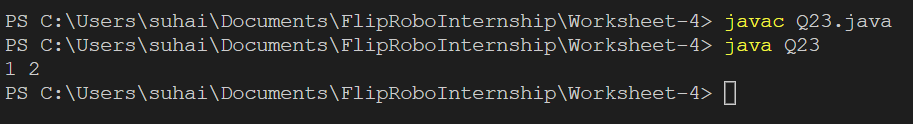 PS C:\Users\suhai\Documents\FlipRoboInternship\Worksheet-4> javac Q23.java
PS C:\Users\suhai\Documents\FlipRoboInternship\Worksheet-4> java Q23
1 2
PS C:\Users\suhai\Documents\FlipRoboInternship\Worksheet-4>